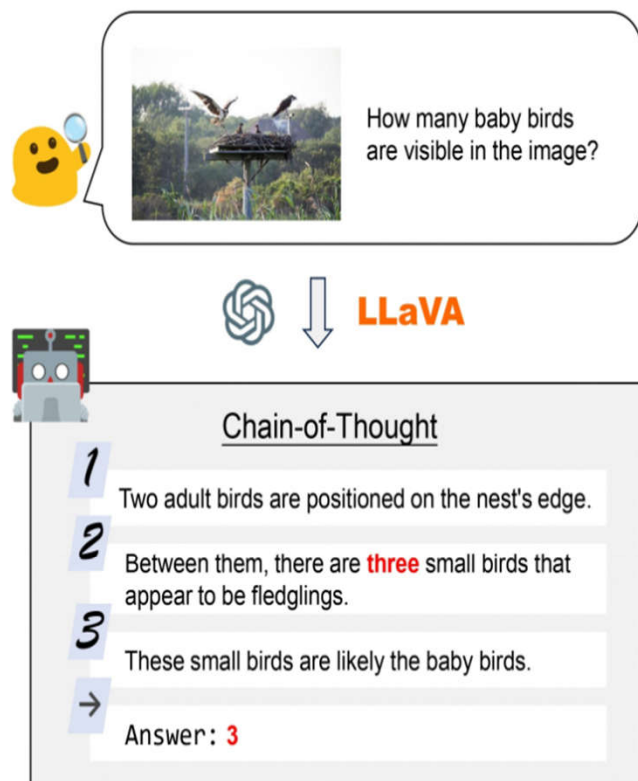 How many baby birds
are visible in the image?
LLaVA
Chain-of-Thought
1
Two adult birds are positioned on the nest's edge.
2
Between them, there are three small birds that
appear to be fledglings.
3
These small birds are likely the baby birds.
→
Answer: 3